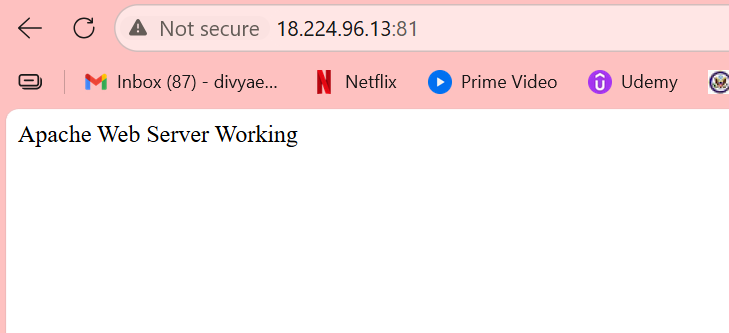 Not secure 18.224.96.13:81
Inbox (87) - divyae... Netflix Prime Video Udemy
Apache Web Server Working